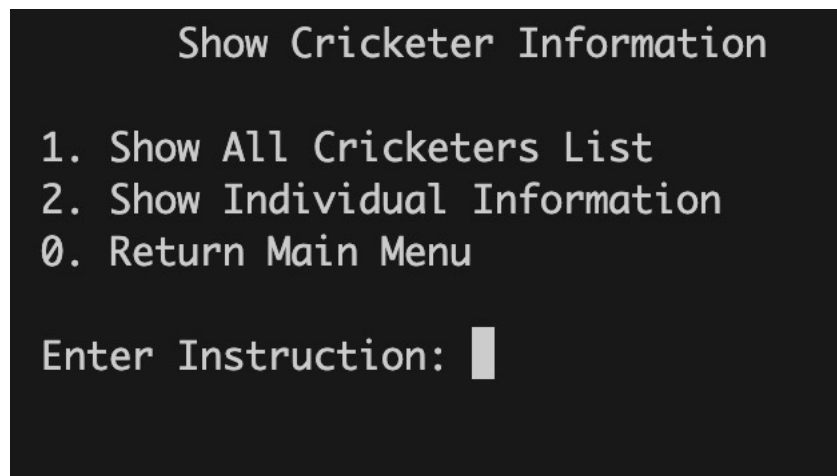 Show Cricketer Information
1. Show All Cricketers List
2. Show Individual Information
0. Return Main Menu
Enter Instruction: